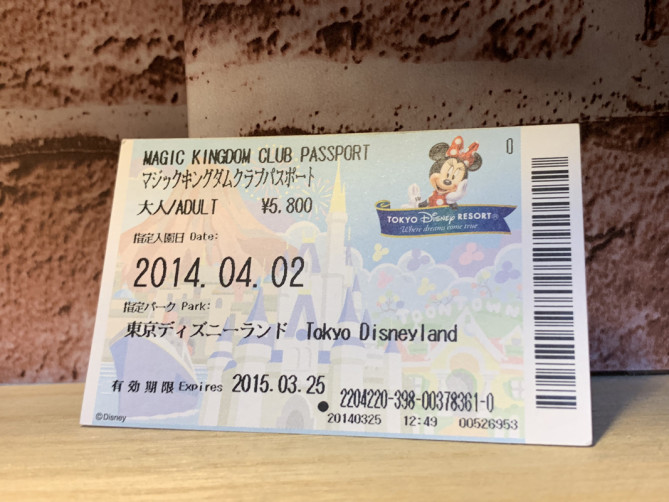 MAGIC KINGDOM CLUB PASSPORT
0
マジックキングダムクラブパスポート
大人/ADULT ¥5,800
TOKYO Disney RESORT®
Where dreams come true
指定入園日 Date:
2014.04.02
指定パーク Park:
TOONTOWN
東京ディズニーランド Tokyo Disneyland
有効期限 Expires 2015.03.25
2204220-398-00378361-0
©Disney
20140325 12:49 00526953